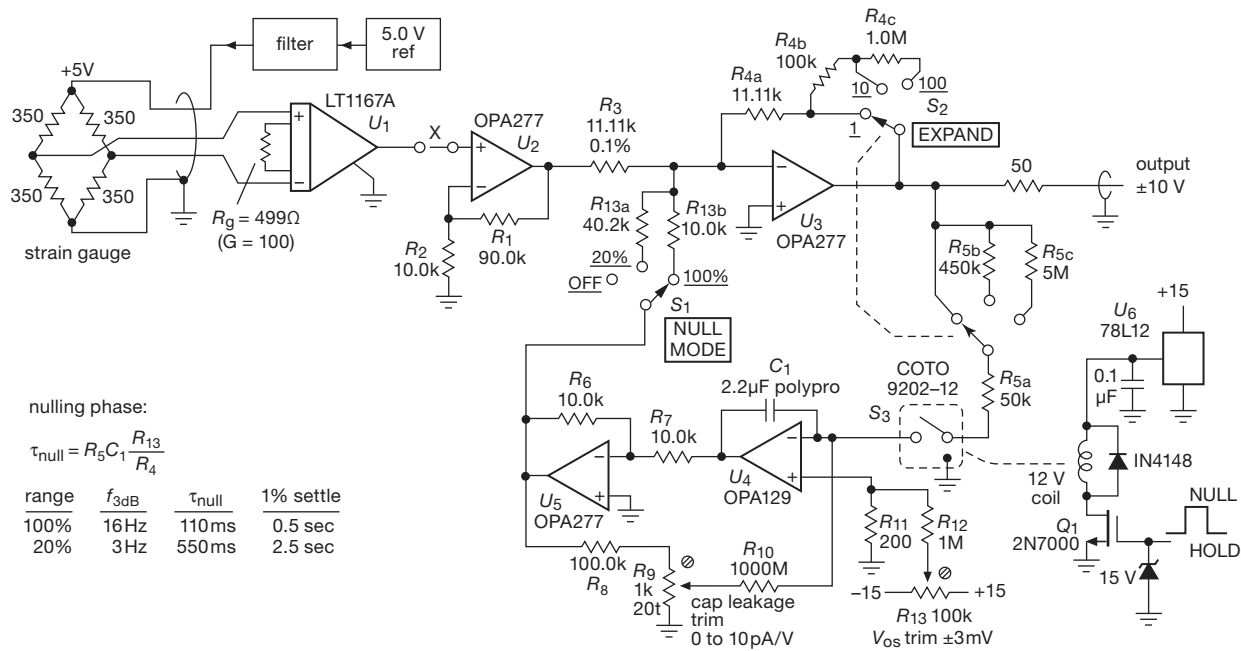 filter
5.0 V
ref
+5V
350
350
350
350
strain gauge
LT1167A
+
–
U1
Rg = 499Ω
(G = 100)
X
OPA277
U2
+
–
R1
90.0k
R2
10.0k
R3
11.11k
0.1%
R4a
11.11k
R4b
100k
R4c
1.0M
10
100
1
S2
EXPAND
–
+
U3
OPA277
50
output
±10 V
R13a
40.2k
R13b
10.0k
20%
OFF
100%
S1
NULL
MODE
R5b
450k
R5c
5M
R5a
50k
U6
78L12
+15
0.1
µF
COTO
9202–12
S3
C1
2.2µF polypro
R6
10.0k
R7
10.0k
–
+
U4
OPA129
–
+
U5
OPA277
12 V
coil
IN4148
Q1
2N7000
NULL
HOLD
15 V
R11
200
R12
1M
–15
+15
R13 100k
Vos trim ±3mV
R10
1000M
cap leakage
trim
0 to 10pA/V
100.0k
R8
R9
1k
20t
nulling phase:
τnull = R5C1 R13/R4
range f3dB τnull 1% settle
100% 16Hz 110ms 0.5 sec
20% 3Hz 550ms 2.5 sec